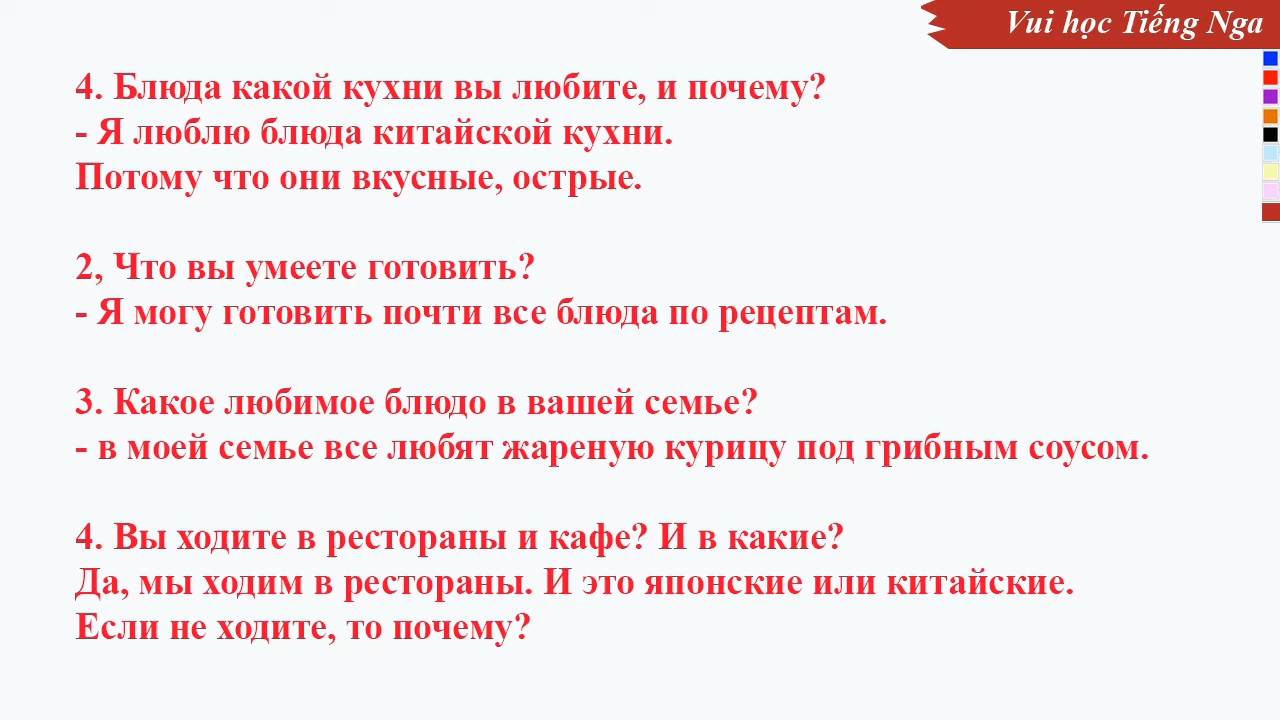 Vui học Tiếng Nga
4. Блюда какой кухни вы любите, и почему?
- Я люблю блюда китайской кухни.
Потому что они вкусные, острые.
2, Что вы умеете готовить?
- Я могу готовить почти все блюда по рецептам.
3. Какое любимое блюдо в вашей семье?
- в моей семье все любят жареную курицу под грибным соусом.
4. Вы ходите в рестораны и кафе? И в какие?
Да, мы ходим в рестораны. И это японские или китайские.
Если не ходите, то почему?